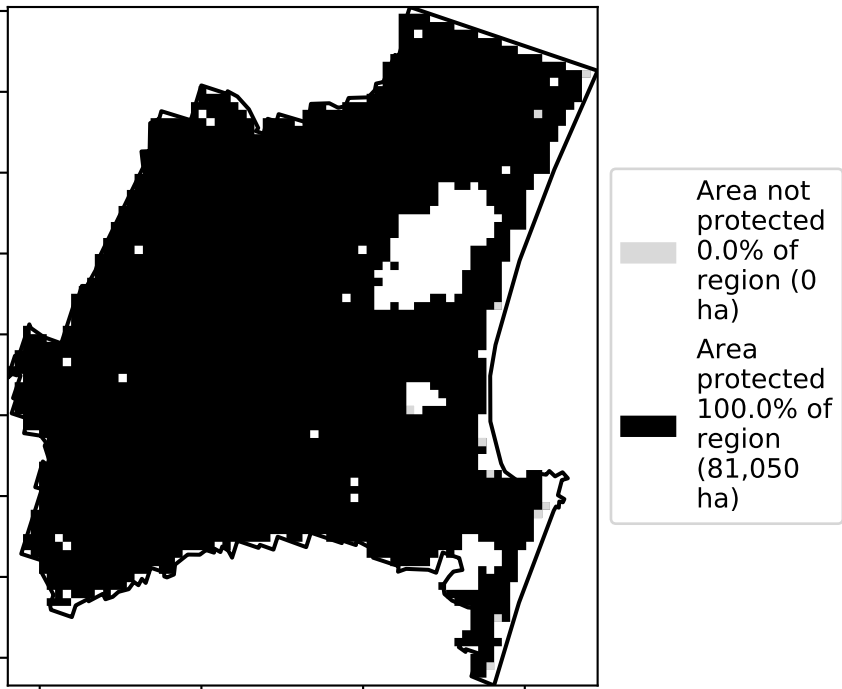 Area not
protected
0.0% of
region (0
ha)
Area
protected
100.0% of
region
(81,050
ha)